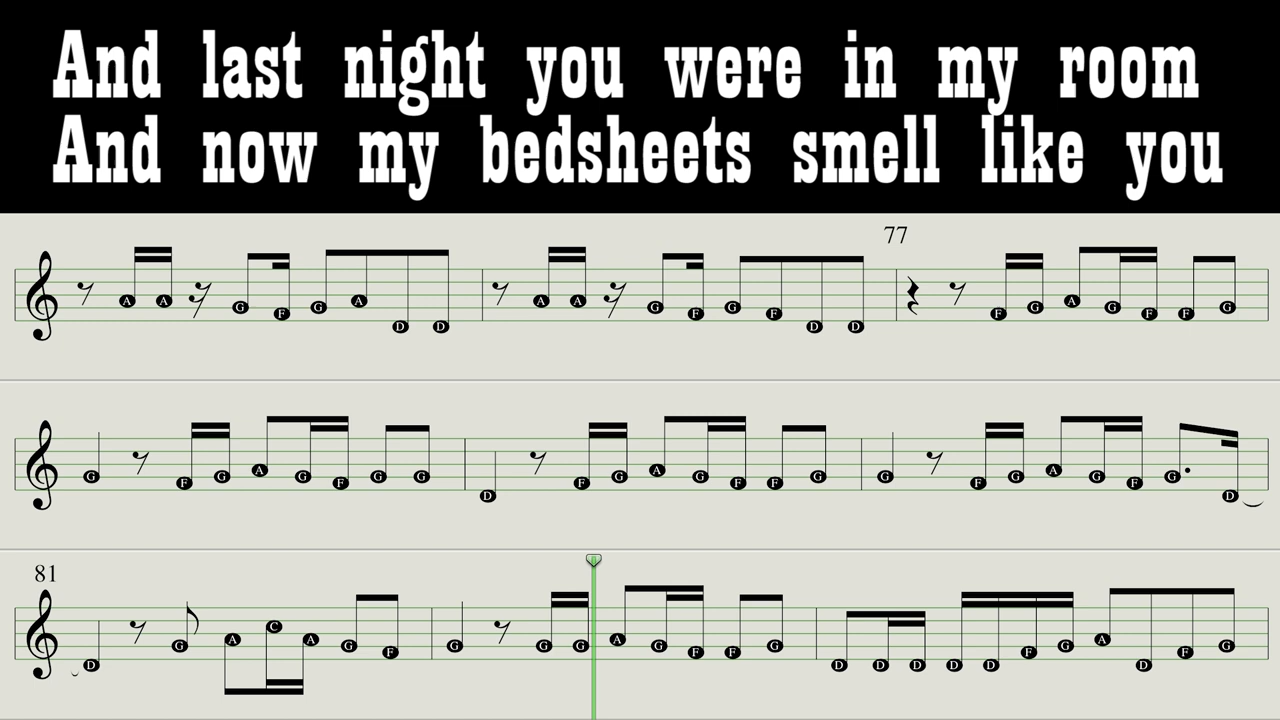 And last night you were in my room
And now my bedsheets smell like you
77
A A G F G A D D A A G F G F D D F G A G F F G
G F G A G F G G D F G A G F F G G F G A G F G D
81
D G A C A G F G G G A G F F G D D D D D F G A D F G